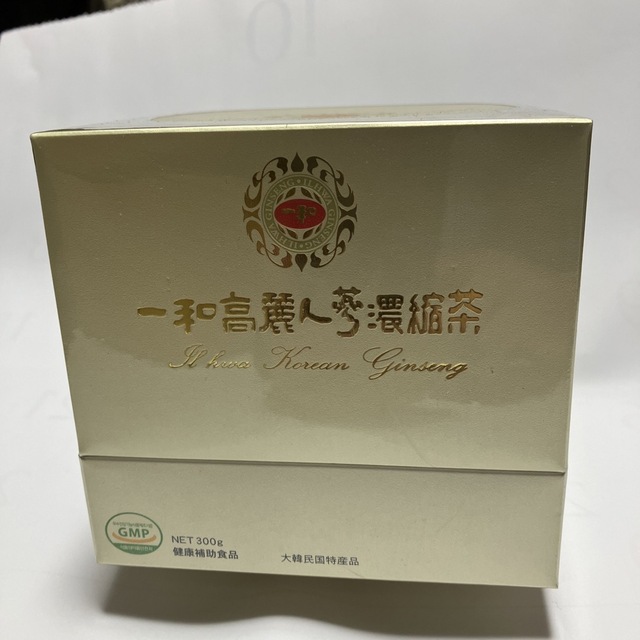 一和高麗人蔘濃縮茶
Il hwa Korean Ginseng
GMP
NET 300g
健康補助食品
大韓民国特産品